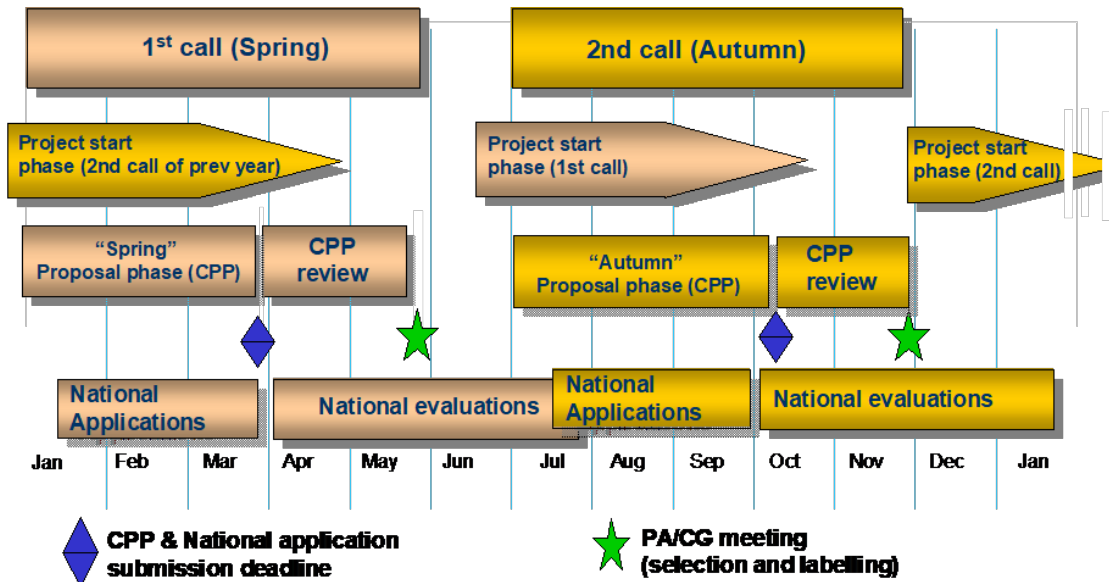 1st call (Spring)
2nd call (Autumn)
Project start
phase (2nd call of prev year)
Project start
phase (1st call)
Project start
phase (2nd call)
“Spring”
Proposal phase (CPP)
CPP
review
“Autumn”
Proposal phase (CPP)
CPP
review
National
Applications
National evaluations
National
Applications
National evaluations
Jan Feb Mar Apr May Jun Jul Aug Sep Oct Nov Dec Jan
CPP & National application
submission deadline
PA/CG meeting
(selection and labelling)